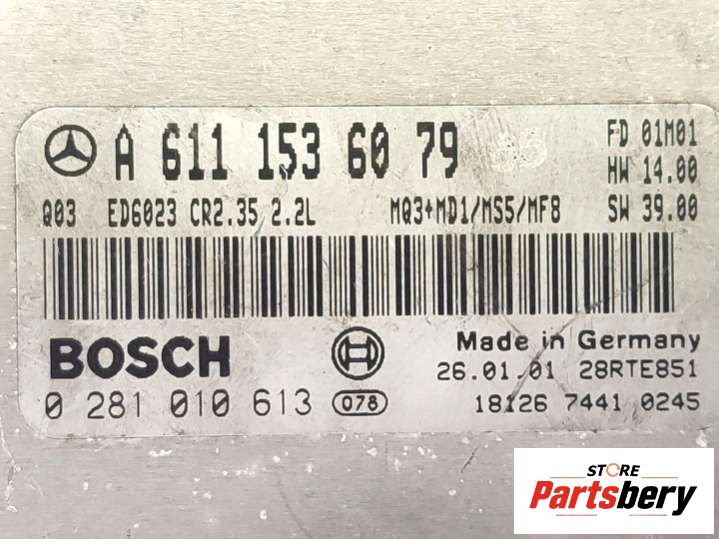 A 611 153 60 79
FD 01M01
HW 14.00
Q03 ED6023 CR2.35 2.2L MQ3+MD1/MS5/MF8 SW 39.00
BOSCH
Made in Germany
26.01.01 28RTE851
0 281 010 613 078
18126 7441 0245
STORE
Partsbery